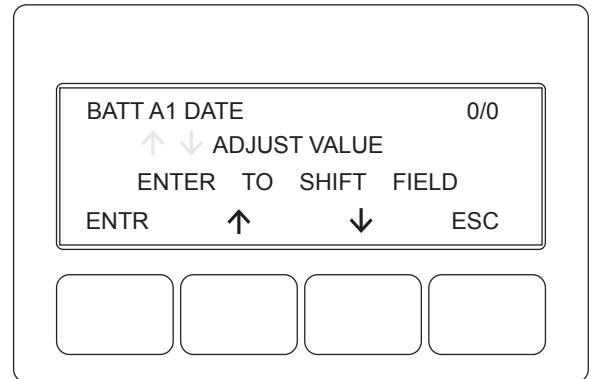 BATT A1 DATE 0/0
↑ ↓ ADJUST VALUE
ENTER TO SHIFT FIELD
ENTR ↑ ↓ ESC